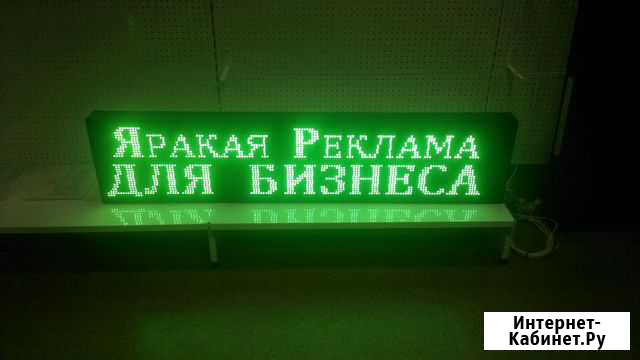 Яракая Реклама
ДЛЯ БИЗНЕСА
Интернет-
Кабинет.Ру